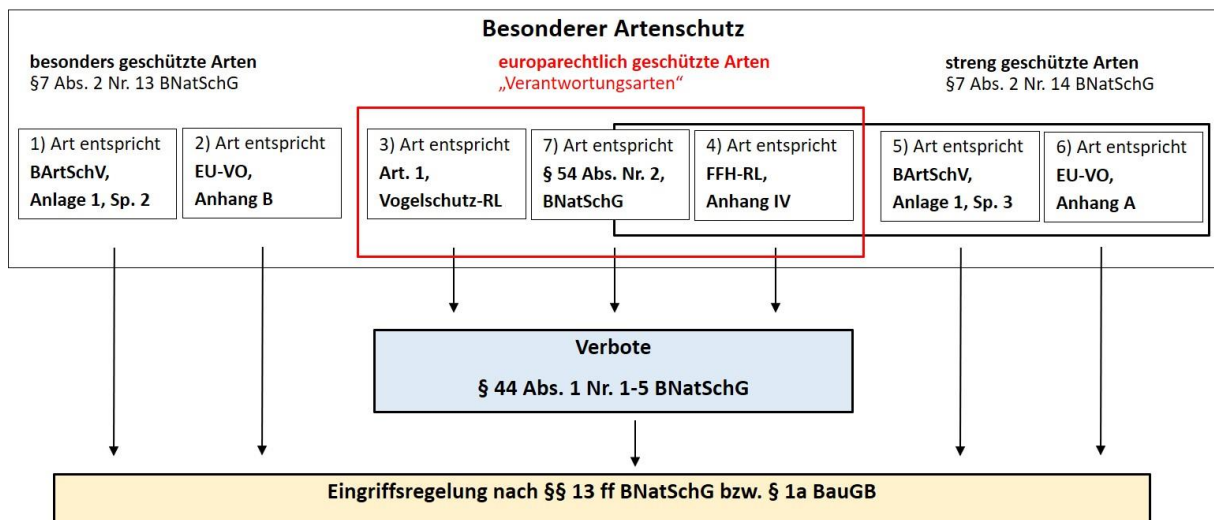 Besonderer Artenschutz
besonders geschützte Arten
§7 Abs. 2 Nr. 13 BNatSchG
europarechtlich geschützte Arten
„Verantwortungsarten“
streng geschützte Arten
§7 Abs. 2 Nr. 14 BNatSchG
1) Art entspricht
BArtSchV,
Anlage 1, Sp. 2
2) Art entspricht
EU-VO,
Anhang B
3) Art entspricht
Art. 1,
Vogelschutz-RL
7) Art entspricht
§ 54 Abs. Nr. 2,
BNatSchG
4) Art entspricht
FFH-RL,
Anhang IV
5) Art entspricht
BArtSchV,
Anlage 1, Sp. 3
6) Art entspricht
EU-VO,
Anhang A
Verbote
§ 44 Abs. 1 Nr. 1-5 BNatSchG
Eingriffsregelung nach §§ 13 ff BNatSchG bzw. § 1a BauGB